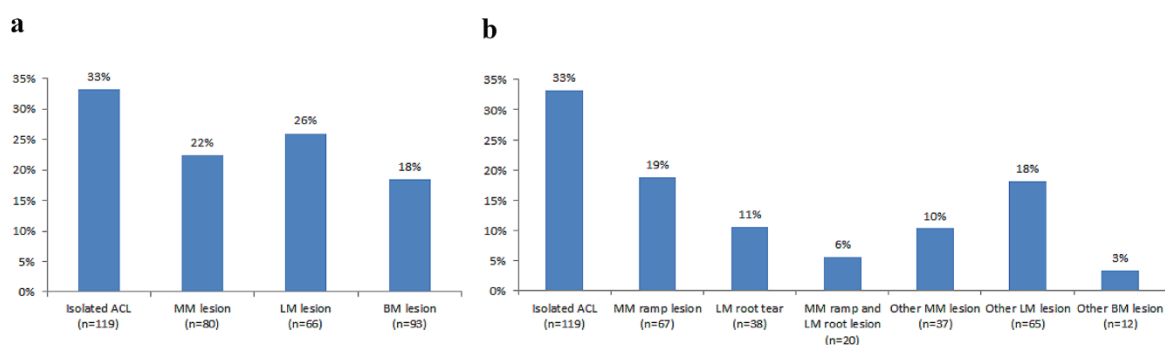 a
35%
30%
25%
20%
15%
10%
5%
0%
33%
22%
26%
18%
Isolated ACL
(n=119)
MM lesion
(n=80)
LM lesion
(n=66)
BM lesion
(n=93)
b
35%
30%
25%
20%
15%
10%
5%
0%
33%
19%
11%
6%
10%
18%
3%
Isolated ACL
(n=119)
MM ramp lesion
(n=67)
LM root tear
(n=38)
MM ramp and
LM root lesion
(n=20)
Other MM lesion
(n=37)
Other LM lesion
(n=65)
Other BM lesion
(n=12)